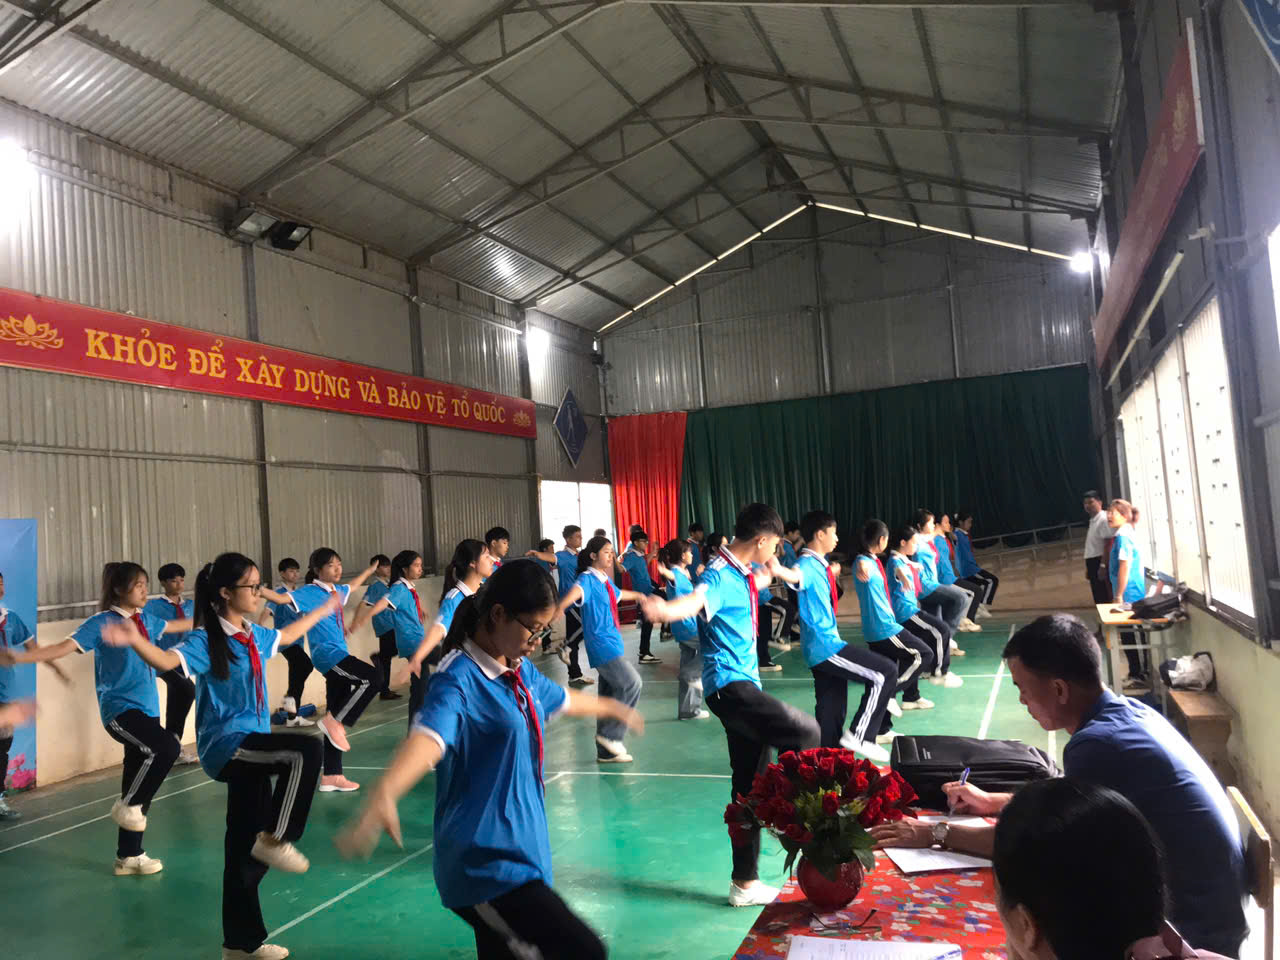 KHỎE ĐỂ XÂY DỰNG VÀ BẢO VỆ TỔ QUỐC